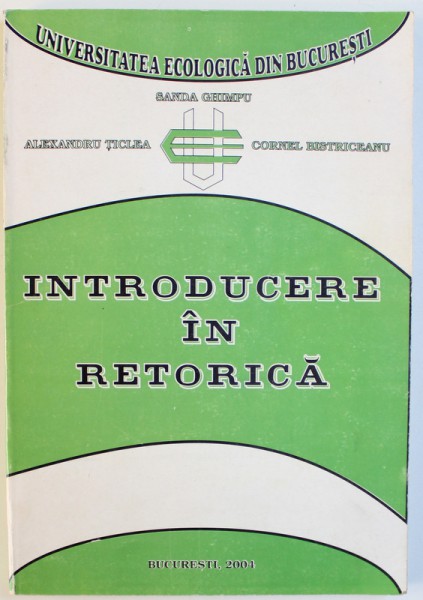 UNIVERSITATEA ECOLOGICĂ DIN BUCUREȘTI
SANDA GHIMPU
ALEXANDRU ȚICLEA CORNEL BISTRICEANU
INTRODUCERE
ÎN
RETORICĂ
BUCUREȘTI, 2004